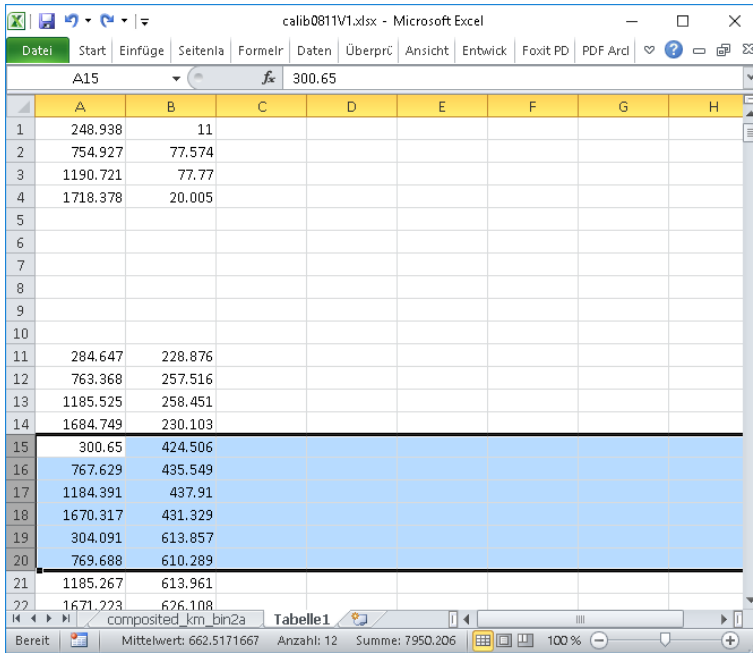 calib0811V1.xlsx - Microsoft Excel
Datei Start Einfüge Seitenla Formelr Daten Überprü Ansicht Entwick Foxit PD PDF Arcl
A15 fx 300.65
A B C D E F G H
1 248.938 11
2 754.927 77.574
3 1190.721 77.77
4 1718.378 20.005
5
6
7
8
9
10
11 284.647 228.876
12 763.368 257.516
13 1185.525 258.451
14 1684.749 230.103
15 300.65 424.506
16 767.629 435.549
17 1184.391 437.91
18 1670.317 431.329
19 304.091 613.857
20 769.688 610.289
21 1185.267 613.961
22 1671.223 626.108
composited_km_bin2a Tabelle1
Bereit Mittelwert: 662.5171667 Anzahl: 12 Summe: 7950.206 100 %